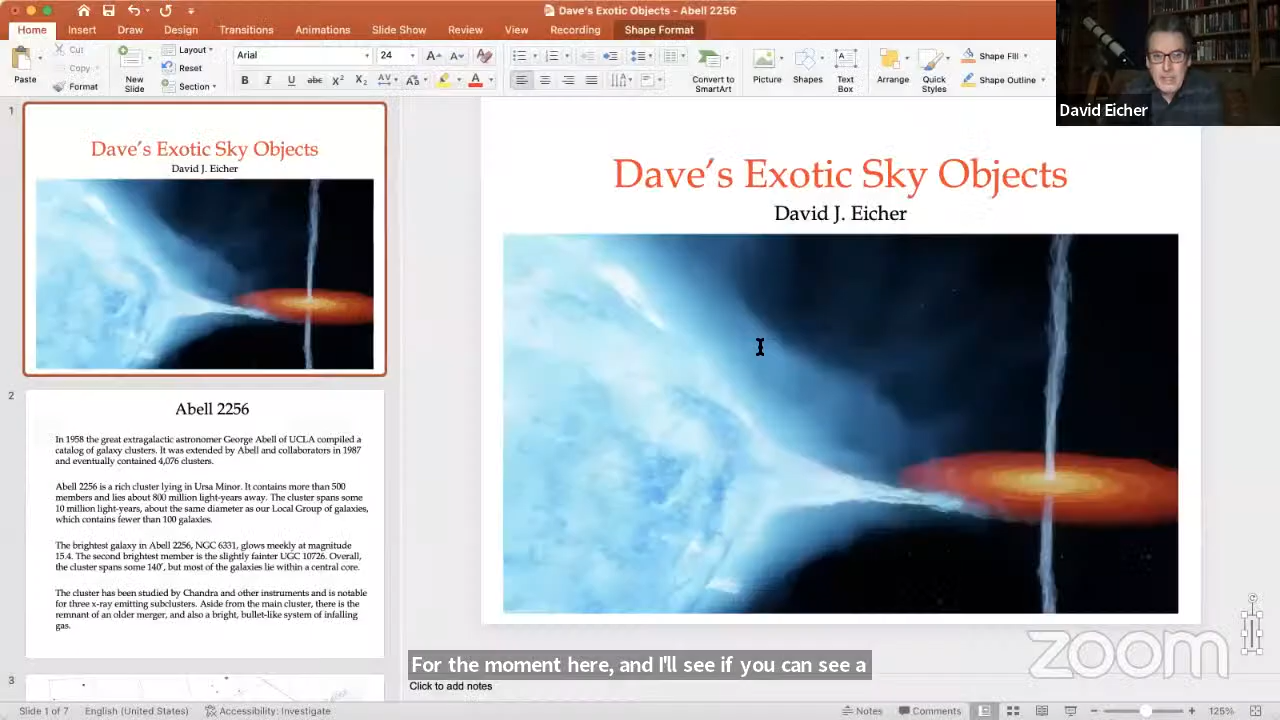 Dave's Exotic Sky Objects - Abell 2256
Home Insert Draw Design Transitions Animations Slide Show Review View Recording Accessibility Shape Format
Paste
Cut
Copy
Format
New
Slide
Layout
Reset
Section
Arial
24
B I U abc X² X₂ AV Aa
Convert to
SmartArt
Picture
Shapes
Text
Box
Arrange
Quick
Styles
Shape Fill
Shape Outline
David Eicher
1
Dave's Exotic Sky Objects
David J. Eicher
2
Abell 2256
In 1958 the great extragalactic astronomer George Abell of UCLA compiled a
catalog of galaxy clusters. It was extended by Abell and collaborators in 1987
and eventually contained 4,076 clusters.
Abell 2256 is a rich cluster lying in Ursa Minor. It contains more than 500
members and lies about 800 million light-years away. The cluster spans some
10 million light-years, about the same diameter as our Local Group of galaxies,
which contains fewer than 100 galaxies.
The brightest galaxy in Abell 2256, NGC 6331, glows meekly at magnitude
15.4. The second brightest member is the slightly fainter UGC 10726. Overall,
the cluster spans some 140', but most of the galaxies lie within a central core.
The cluster has been studied by Chandra and other instruments and is notable
for three x-ray emitting subclusters. Aside from the main cluster, there is the
remnant of an older merger, and also a bright, bullet-like system of infalling
gas.
3
Dave's Exotic Sky Objects
David J. Eicher
zoom
For the moment here, and I'll see if you can see a
Click to add notes
Slide 1 of 7 English (United States) Accessibility: Investigate Notes Comments 125%